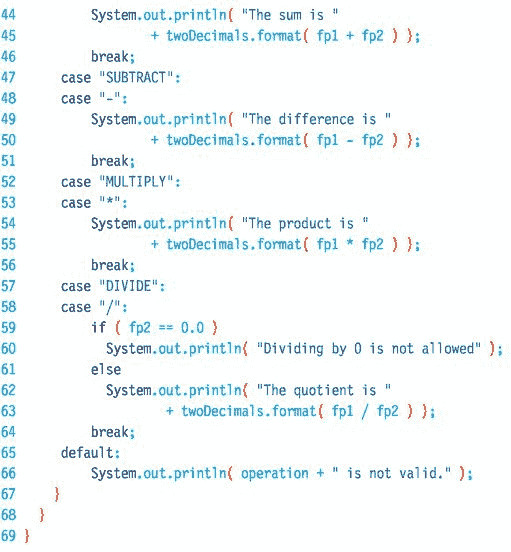 44 System.out.println( "The sum is "
45 + twoDecimals.format( fp1 + fp2 ) );
46 break;
47 case "SUBTRACT":
48 case "-":
49 System.out.println( "The difference is "
50 + twoDecimals.format( fp1 - fp2 ) );
51 break;
52 case "MULTIPLY":
53 case "*":
54 System.out.println( "The product is "
55 + twoDecimals.format( fp1 * fp2 ) );
56 break;
57 case "DIVIDE":
58 case "/":
59 if ( fp2 == 0.0 )
60 System.out.println( "Dividing by 0 is not allowed" );
61 else
62 System.out.println( "The quotient is "
63 + twoDecimals.format( fp1 / fp2 ) );
64 break;
65 default:
66 System.out.println( operation + " is not valid." );
67 }
68 }
69 }